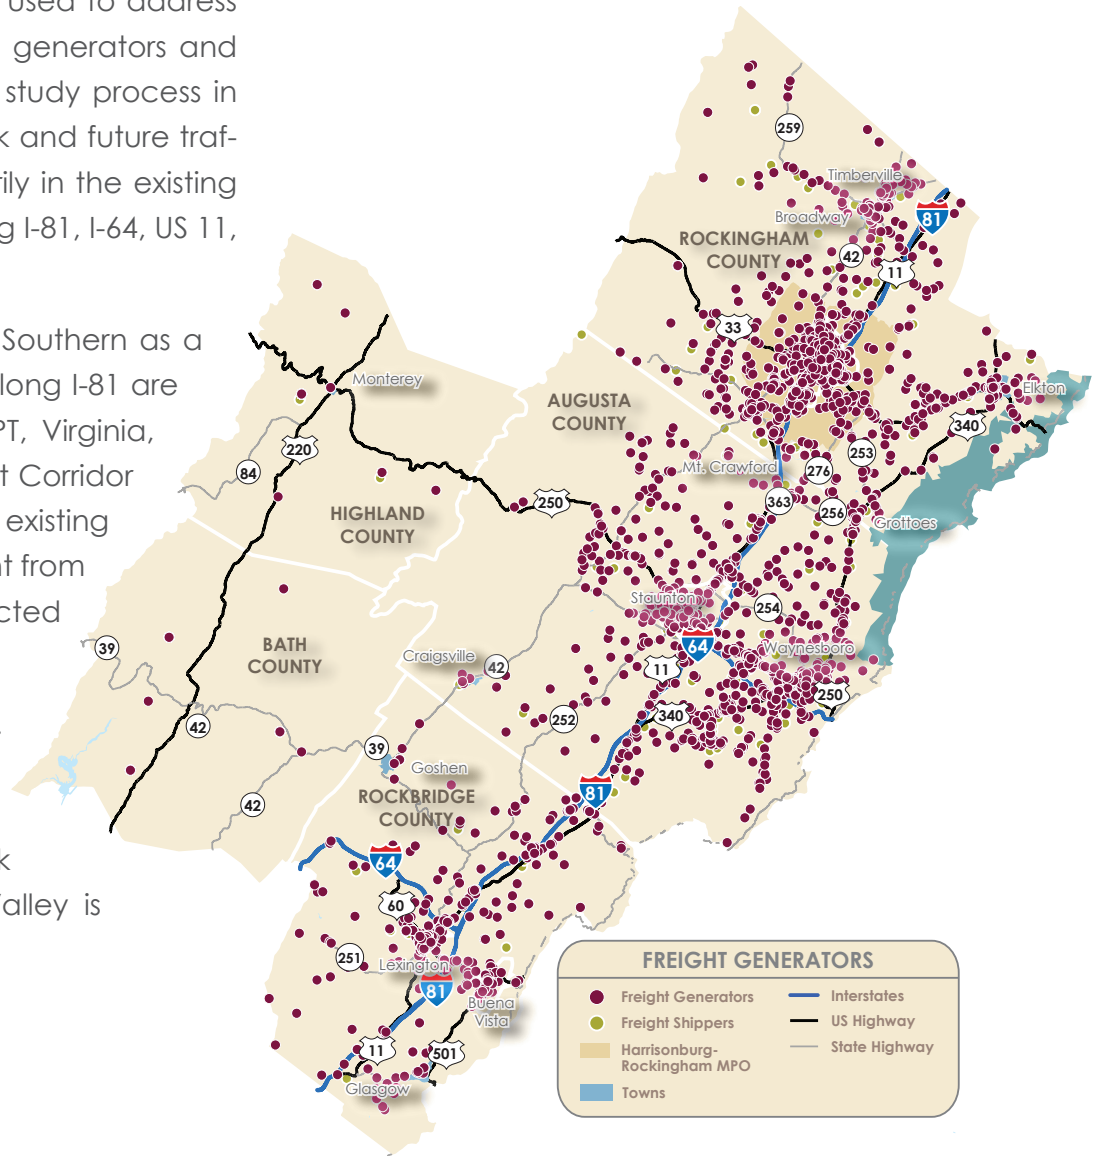 used to address
generators and
study process in
k and future traf-
ily in the existing
g I-81, I-64, US 11,
Southern as a
long I-81 are
PT, Virginia,
t Corridor
existing
t from
cted
k
alley is
259
Timberville
Broadway
81
ROCKINGHAM
COUNTY
42
11
33
Monterey
Elkton
AUGUSTA
COUNTY
340
220
253
84
Mt. Crawford
276
250
363
256
HIGHLAND
COUNTY
Grottoes
Staunton
254
39
BATH
COUNTY
64
Waynesboro
Craigsville
42
11
250
42
252
340
39
Goshen
81
ROCKBRIDGE
COUNTY
42
64
60
251
Lexington
81
Buena
Vista
11
501
Glasgow
FREIGHT GENERATORS
Freight Generators
Interstates
Freight Shippers
US Highway
Harrisonburg-
Rockingham MPO
State Highway
Towns